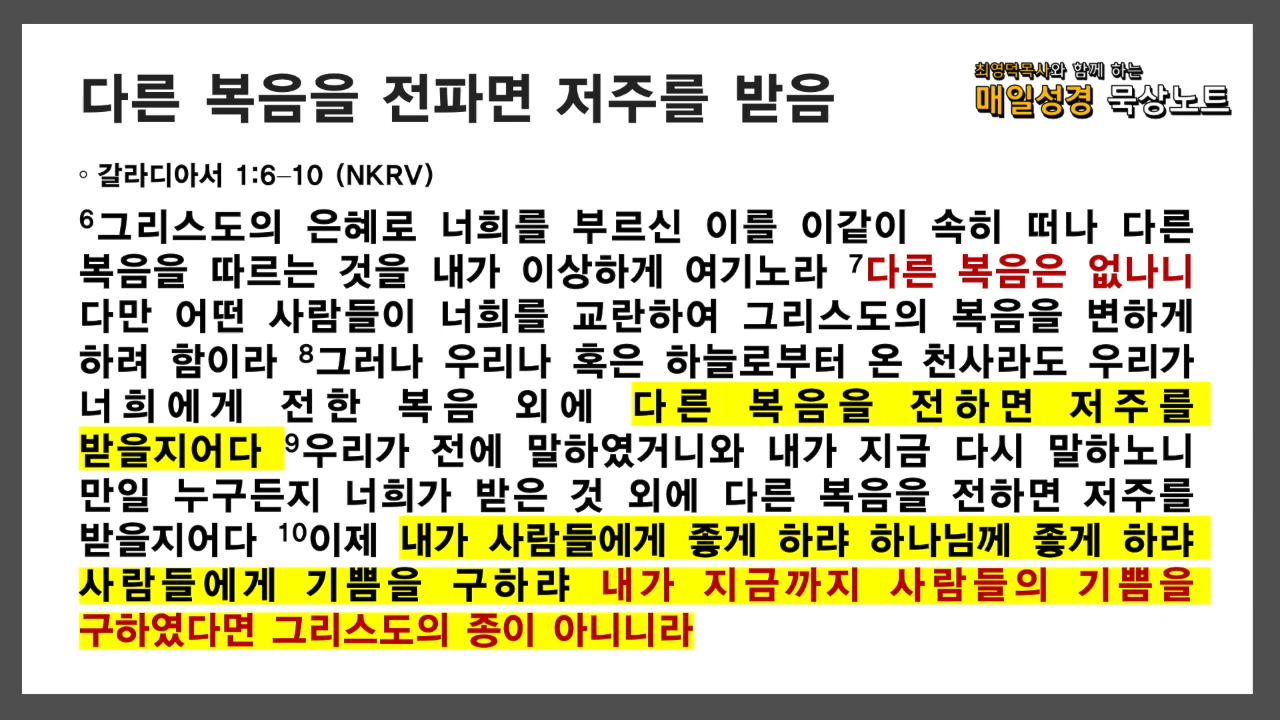 다른 복음을 전파면 저주를 받음
최영덕목사와 함께 하는
매일성경 묵상노트
◦ 갈라디아서 1:6–10 (NKRV)
⁶그리스도의 은혜로 너희를 부르신 이를 이같이 속히 떠나 다른
복음을 따르는 것을 내가 이상하게 여기노라 ⁷다른 복음은 없나니
다만 어떤 사람들이 너희를 교란하여 그리스도의 복음을 변하게
하려 함이라 ⁸그러나 우리나 혹은 하늘로부터 온 천사라도 우리가
너희에게 전한 복음 외에 다른 복음을 전하면 저주를
받을지어다 ⁹우리가 전에 말하였거니와 내가 지금 다시 말하노니
만일 누구든지 너희가 받은 것 외에 다른 복음을 전하면 저주를
받을지어다 ¹⁰이제 내가 사람들에게 좋게 하랴 하나님께 좋게 하랴
사람들에게 기쁨을 구하랴 내가 지금까지 사람들의 기쁨을
구하였다면 그리스도의 종이 아니니라